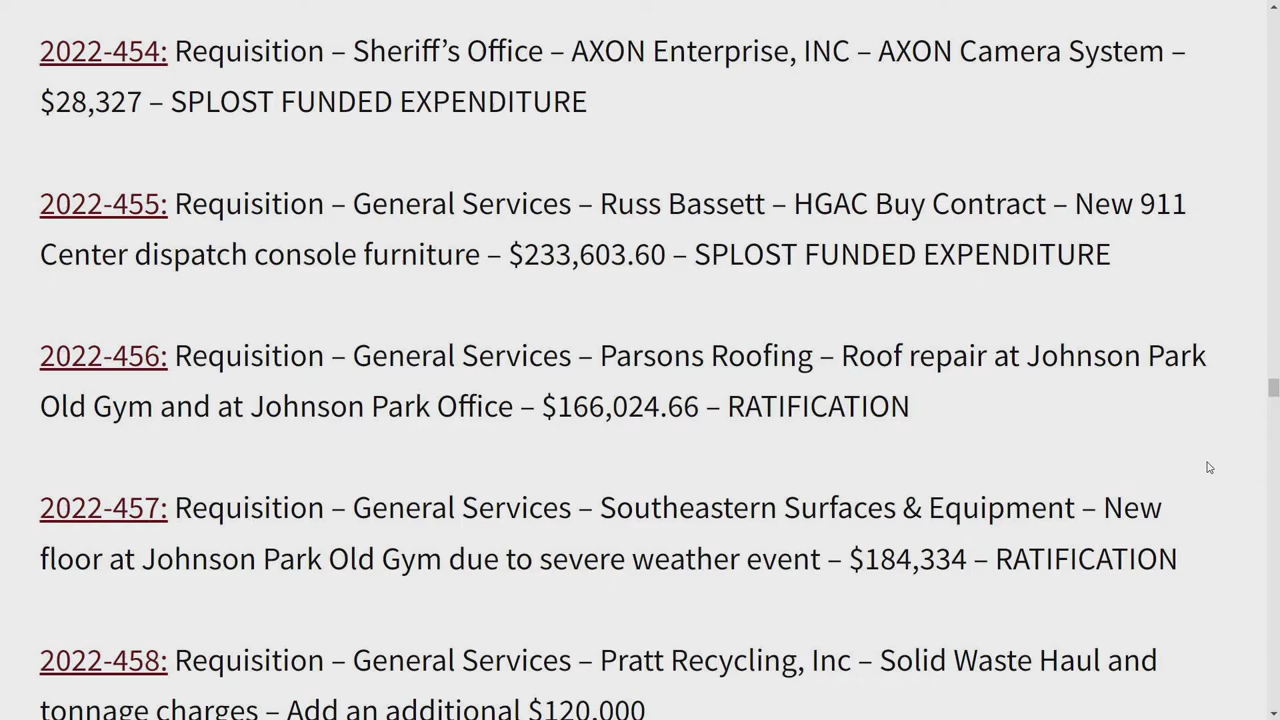 2022-454: Requisition – Sheriff’s Office – AXON Enterprise, INC – AXON Camera System –
$28,327 – SPLOST FUNDED EXPENDITURE
2022-455: Requisition – General Services – Russ Bassett – HGAC Buy Contract – New 911
Center dispatch console furniture – $233,603.60 – SPLOST FUNDED EXPENDITURE
2022-456: Requisition – General Services – Parsons Roofing – Roof repair at Johnson Park
Old Gym and at Johnson Park Office – $166,024.66 – RATIFICATION
2022-457: Requisition – General Services – Southeastern Surfaces & Equipment – New
floor at Johnson Park Old Gym due to severe weather event – $184,334 – RATIFICATION
2022-458: Requisition – General Services – Pratt Recycling, Inc – Solid Waste Haul and
tonnage charges – Add an additional $120,000